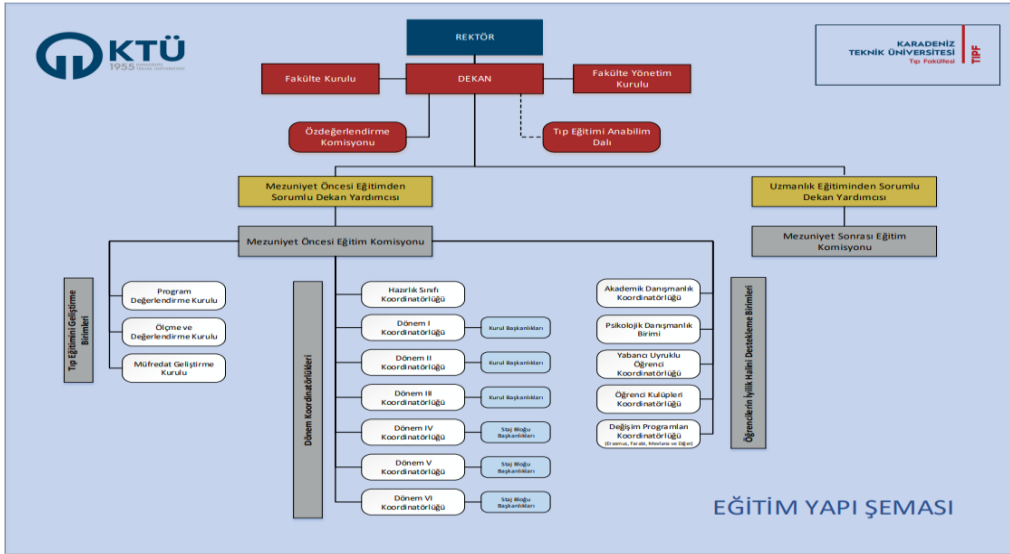 KTÜ
1955
KARADENİZ
TEKNİK ÜNİVERSİTESİ
Tıp Fakültesi
TIPF
REKTÖR
Fakülte Kurulu
DEKAN
Fakülte Yönetim
Kurulu
Özdeğerlendirme
Komisyonu
Tıp Eğitimi Anabilim
Dalı
Mezuniyet Öncesi Eğitimden
Sorumlu Dekan Yardımcısı
Uzmanlık Eğitiminden Sorumlu
Dekan Yardımcısı
Mezuniyet Öncesi Eğitim Komisyonu
Mezuniyet Sonrası Eğitim
Komisyonu
Tıp Eğitimini Geliştirme
Birimleri
Program
Değerlendirme Kurulu
Ölçme ve
Değerlendirme Kurulu
Müfredat Geliştirme
Kurulu
Dönem Koordinatörlükleri
Hazırlık Sınıfı
Koordinatörlüğü
Dönem I
Koordinatörlüğü
Kurul Başkanlıkları
Dönem II
Koordinatörlüğü
Kurul Başkanlıkları
Dönem III
Koordinatörlüğü
Kurul Başkanlıkları
Dönem IV
Koordinatörlüğü
Staj Bloğu
Başkanlıkları
Dönem V
Koordinatörlüğü
Staj Bloğu
Başkanlıkları
Dönem VI
Koordinatörlüğü
Staj Bloğu
Başkanlıkları
Akademik Danışmanlık
Koordinatörlüğü
Psikolojik Danışmanlık
Birimi
Yabancı Uyruklu
Öğrenci
Koordinatörlüğü
Öğrenci Kulüpleri
Koordinatörlüğü
Değişim Programları
Koordinatörlüğü
(Erasmus, Farabi, Mevlana ve Diğer)
Öğrencilerin İyilik Halini Destekleme Birimleri
EĞİTİM YAPI ŞEMASI